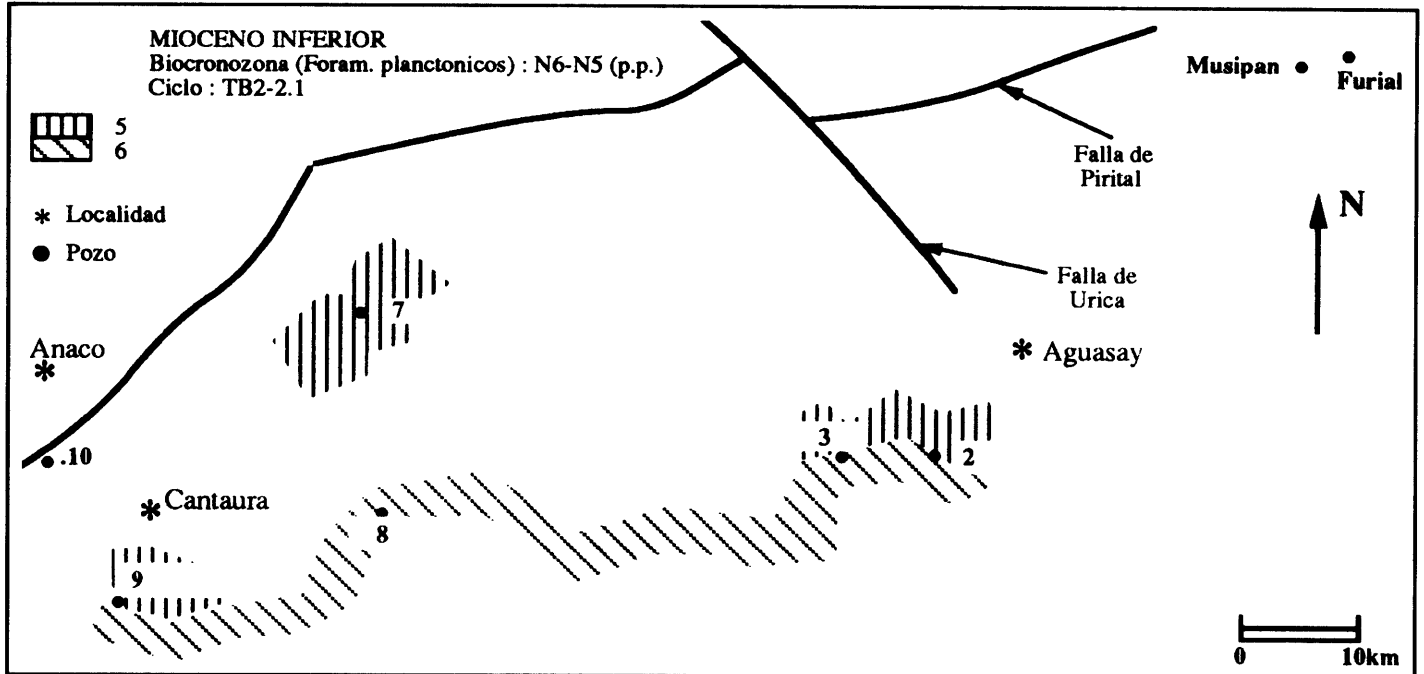 MIOCENO INFERIOR
Biocronozona (Foram. planctonicos) : N6-N5 (p.p.)
Ciclo : TB2-2.1
5
6
* Localidad
● Pozo
Musipan
Furial
Falla de
Pirital
N
Falla de
Urica
7
Anaco
Aguasay
3
2
.10
Cantaura
8
9
0 10km